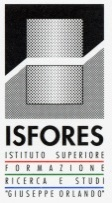 ISFORES
ISTITUTO SUPERIORE
FORMAZIONE
RICERCA E STUDI
"GIUSEPPE ORLANDO"